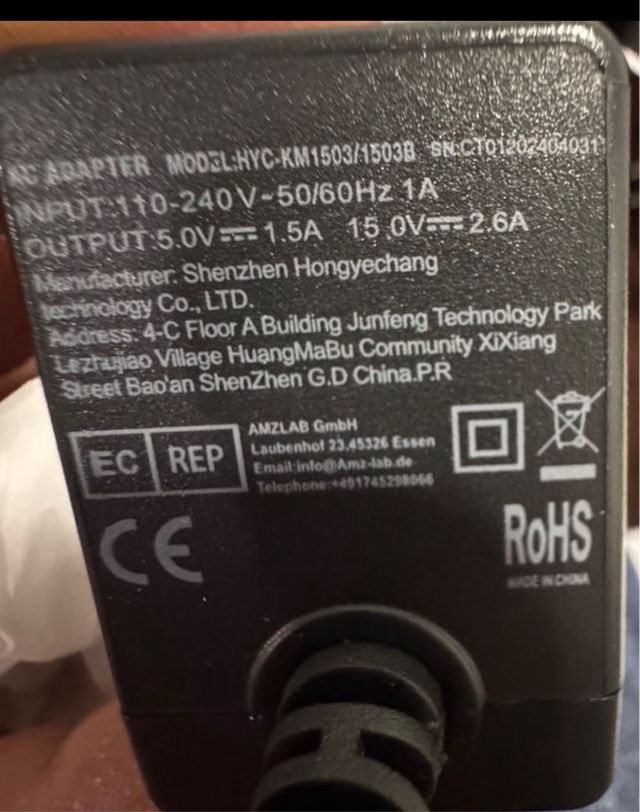 AC ADAPTER MODEL:HYC-KM1503/1503B SN:CT01202404031
INPUT:110-240V~50/60Hz 1A
OUTPUT:5.0V⎓1.5A 15.0V⎓2.6A
Manufacturer: Shenzhen Hongyechang
technology Co., LTD.
Address: 4-C Floor A Building Junfeng Technology Park
Lezhujiao Village HuangMaBu Community XiXiang
Street Bao'an ShenZhen G.D China.P.R
EC REP
AMZLAB GmbH
Laubenhof 23,45326 Essen
Email:info@Amz-lab.de
Telephone:+491745298066
CE
RoHS
MADE IN CHINA